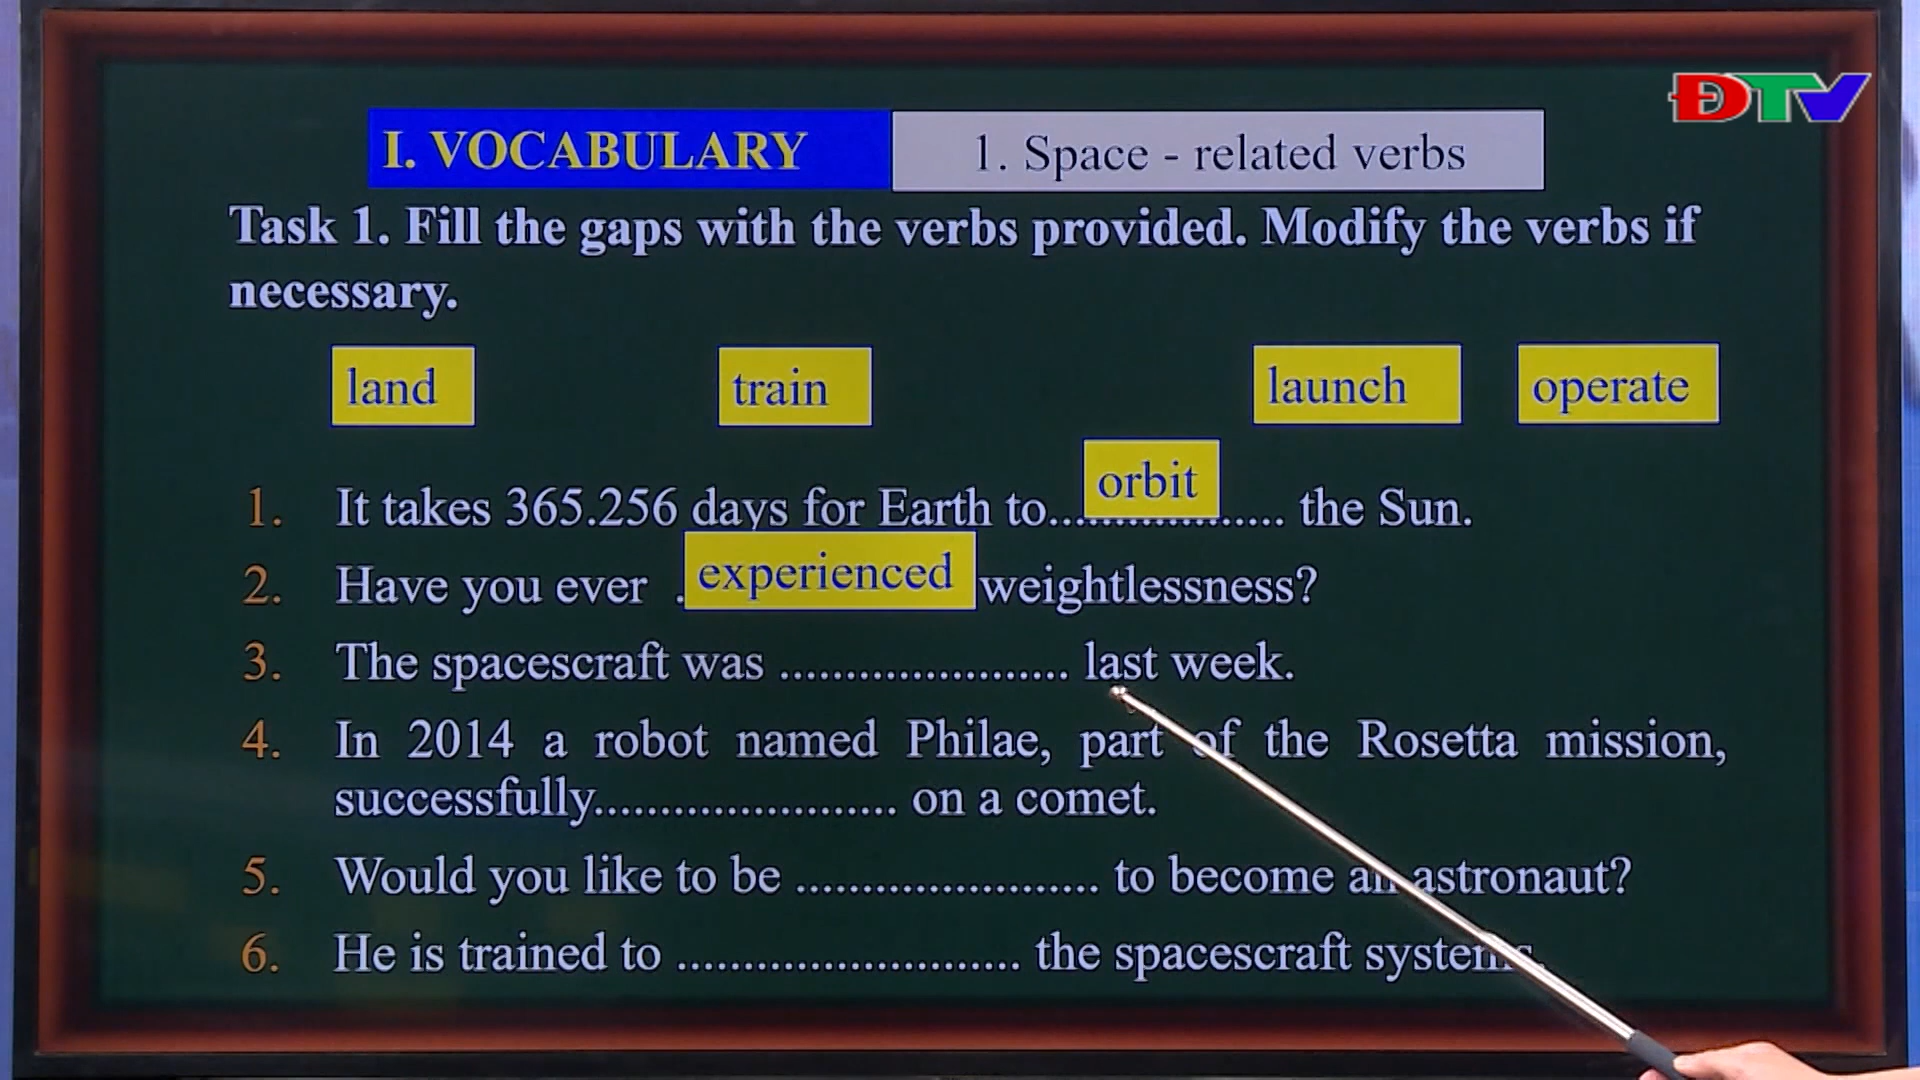 ĐTV
I. VOCABULARY
1. Space - related verbs
Task 1. Fill the gaps with the verbs provided. Modify the verbs if
necessary.
land train launch operate
orbit
1. It takes 365.256 days for Earth to.................. the Sun.
experienced
2. Have you ever . weightlessness?
3. The spacescraft was ...................... last week.
4. In 2014 a robot named Philae, part of the Rosetta mission,
successfully....................... on a comet.
5. Would you like to be ....................... to become an astronaut?
6. He is trained to .......................... the spacescraft systems.